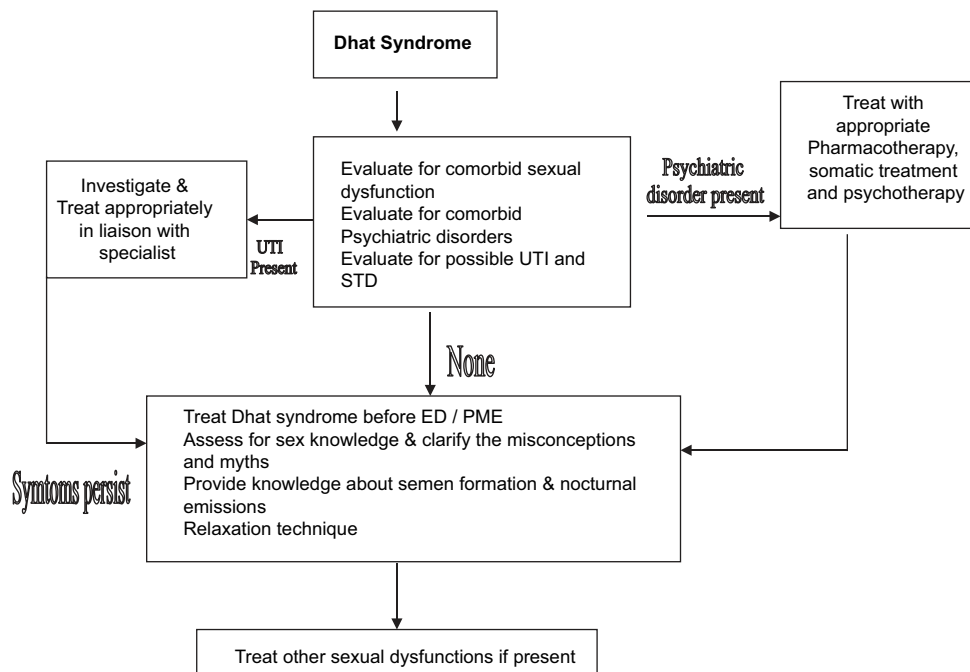 Dhat Syndrome
Treat with
appropriate
Pharmacotherapy,
somatic treatment
and psychotherapy
Evaluate for comorbid sexual
dysfunction
Evaluate for comorbid
Psychiatric disorders
Evaluate for possible UTI and
STD
Psychiatric
disorder present
Investigate &
Treat appropriately
in liaison with
specialist
UTI
Present
None
Treat Dhat syndrome before ED / PME
Assess for sex knowledge & clarify the misconceptions
and myths
Provide knowledge about semen formation & nocturnal
emissions
Relaxation technique
Symtoms persist
Treat other sexual dysfunctions if present